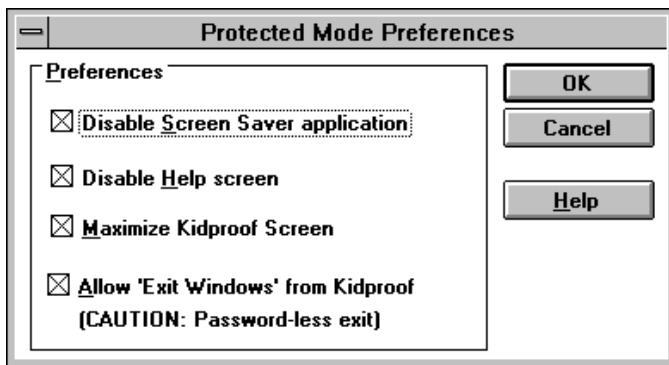 Protected Mode Preferences
Preferences
Disable Screen Saver application
Disable Help screen
Maximize Kidproof Screen
Allow 'Exit Windows' from Kidproof
(CAUTION: Password-less exit)
OK
Cancel
Help